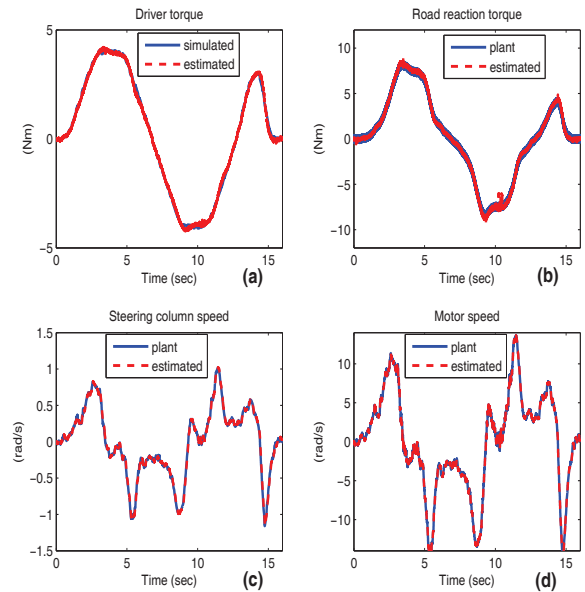 Driver torque
5
0
−5
(Nm)
simulated
estimated
0 5 10 15
Time (sec)
(a)
Road reaction torque
10
5
0
−5
−10
(Nm)
plant
estimated
0 5 10 15
Time (sec)
(b)
Steering column speed
1.5
1
0.5
0
−0.5
−1
−1.5
(rad/s)
plant
estimated
0 5 10 15
Time (sec)
(c)
Motor speed
10
5
0
−5
−10
(rad/s)
plant
estimated
0 5 10 15
Time (sec)
(d)